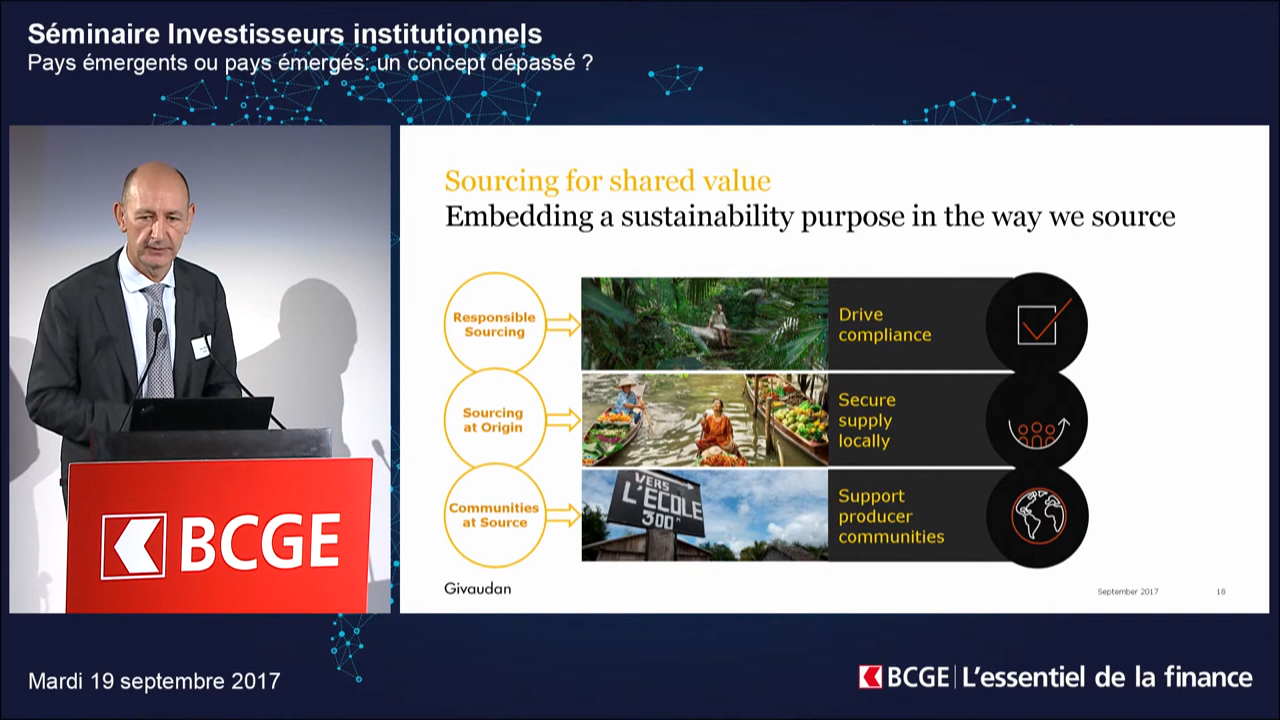 Séminaire Investisseurs institutionnels
Pays émergents ou pays émergés: un concept dépassé ?
Sourcing for shared value
Embedding a sustainability purpose in the way we source
Responsible
Sourcing
Drive
compliance
Sourcing
at Origin
Secure
supply
locally
Communities
at Source
VERS
L'ECOLE
300M
Support
producer
communities
Givaudan
September 2017
18
BCGE
Mardi 19 septembre 2017
BCGE L'essentiel de la finance